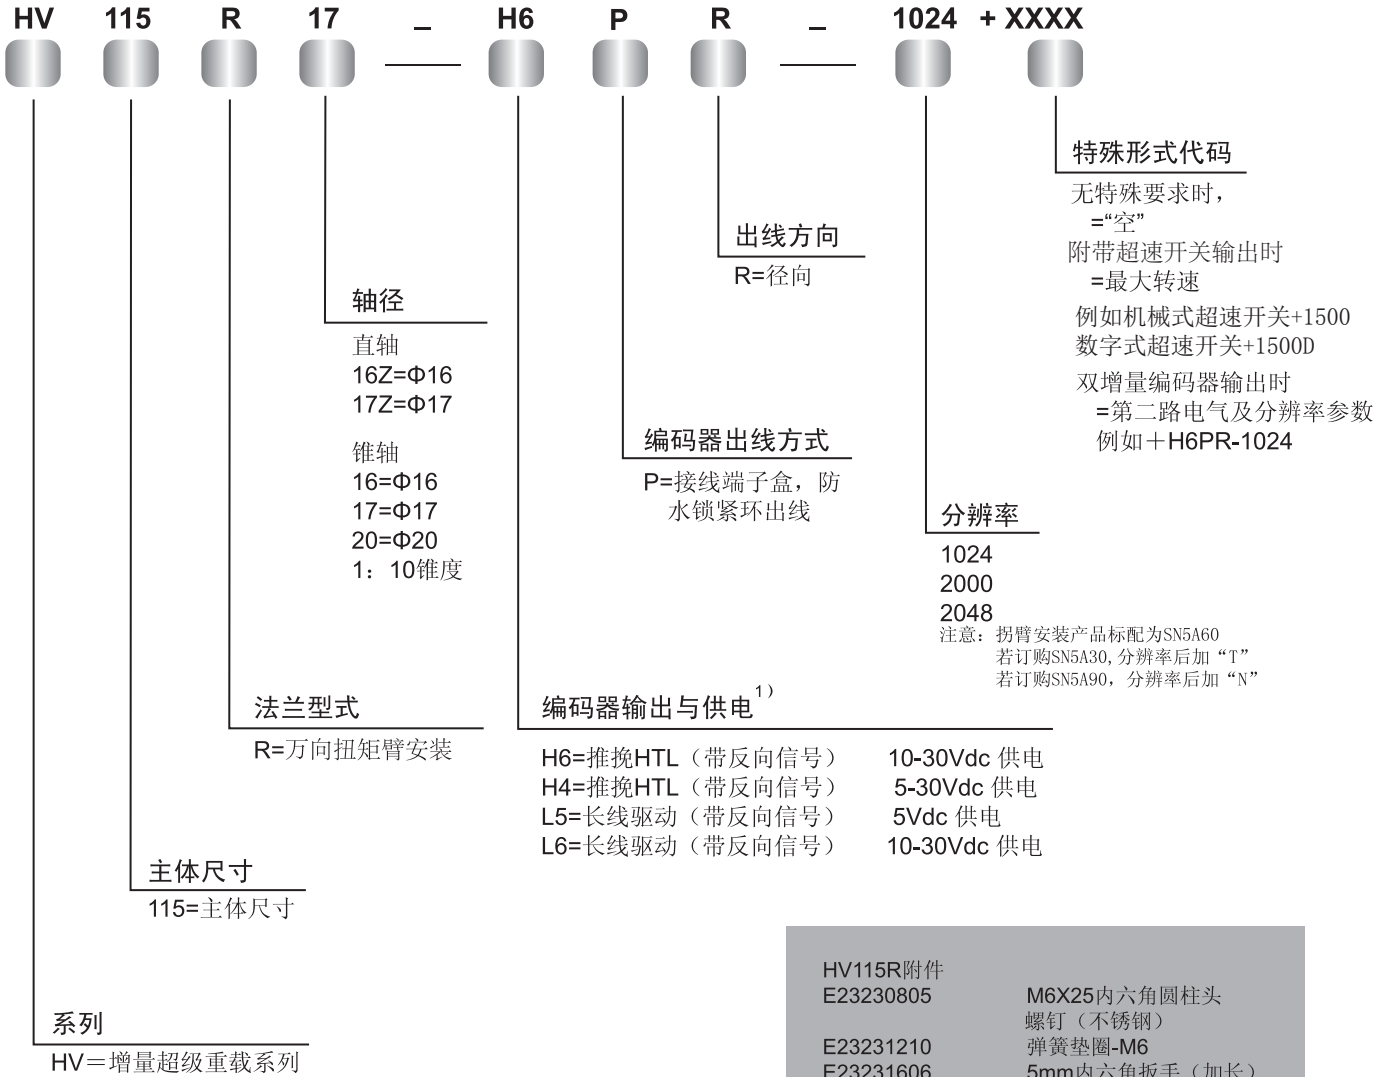 HV 115 R 17 – H6 P R – 1024 + XXXX
特殊形式代码
无特殊要求时，
=“空”
附带超速开关输出时
=最大转速
例如机械式超速开关+1500
数字式超速开关+1500D
双增量编码器输出时
=第二路电气及分辨率参数
例如＋H6PR-1024
出线方向
R=径向
轴径
直轴
16Z=Φ16
17Z=Φ17
锥轴
16=Φ16
17=Φ17
20=Φ20
1：10锥度
编码器出线方式
P=接线端子盒，防
水锁紧环出线
分辨率
1024
2000
2048
注意：拐臂安装产品标配为SN5A60
若订购SN5A30,分辨率后加“T”
若订购SN5A90，分辨率后加“N”
法兰型式
R=万向扭矩臂安装
编码器输出与供电1）
H6=推挽HTL（带反向信号） 10-30Vdc 供电
H4=推挽HTL（带反向信号） 5-30Vdc 供电
L5=长线驱动（带反向信号） 5Vdc 供电
L6=长线驱动（带反向信号） 10-30Vdc 供电
主体尺寸
115=主体尺寸
系列
HV＝增量超级重载系列
HV115R附件
E23230805 M6X25内六角圆柱头
螺钉（不锈钢）
E23231210 弹簧垫圈-M6
E23231606 5mm内六角扳手（加长）